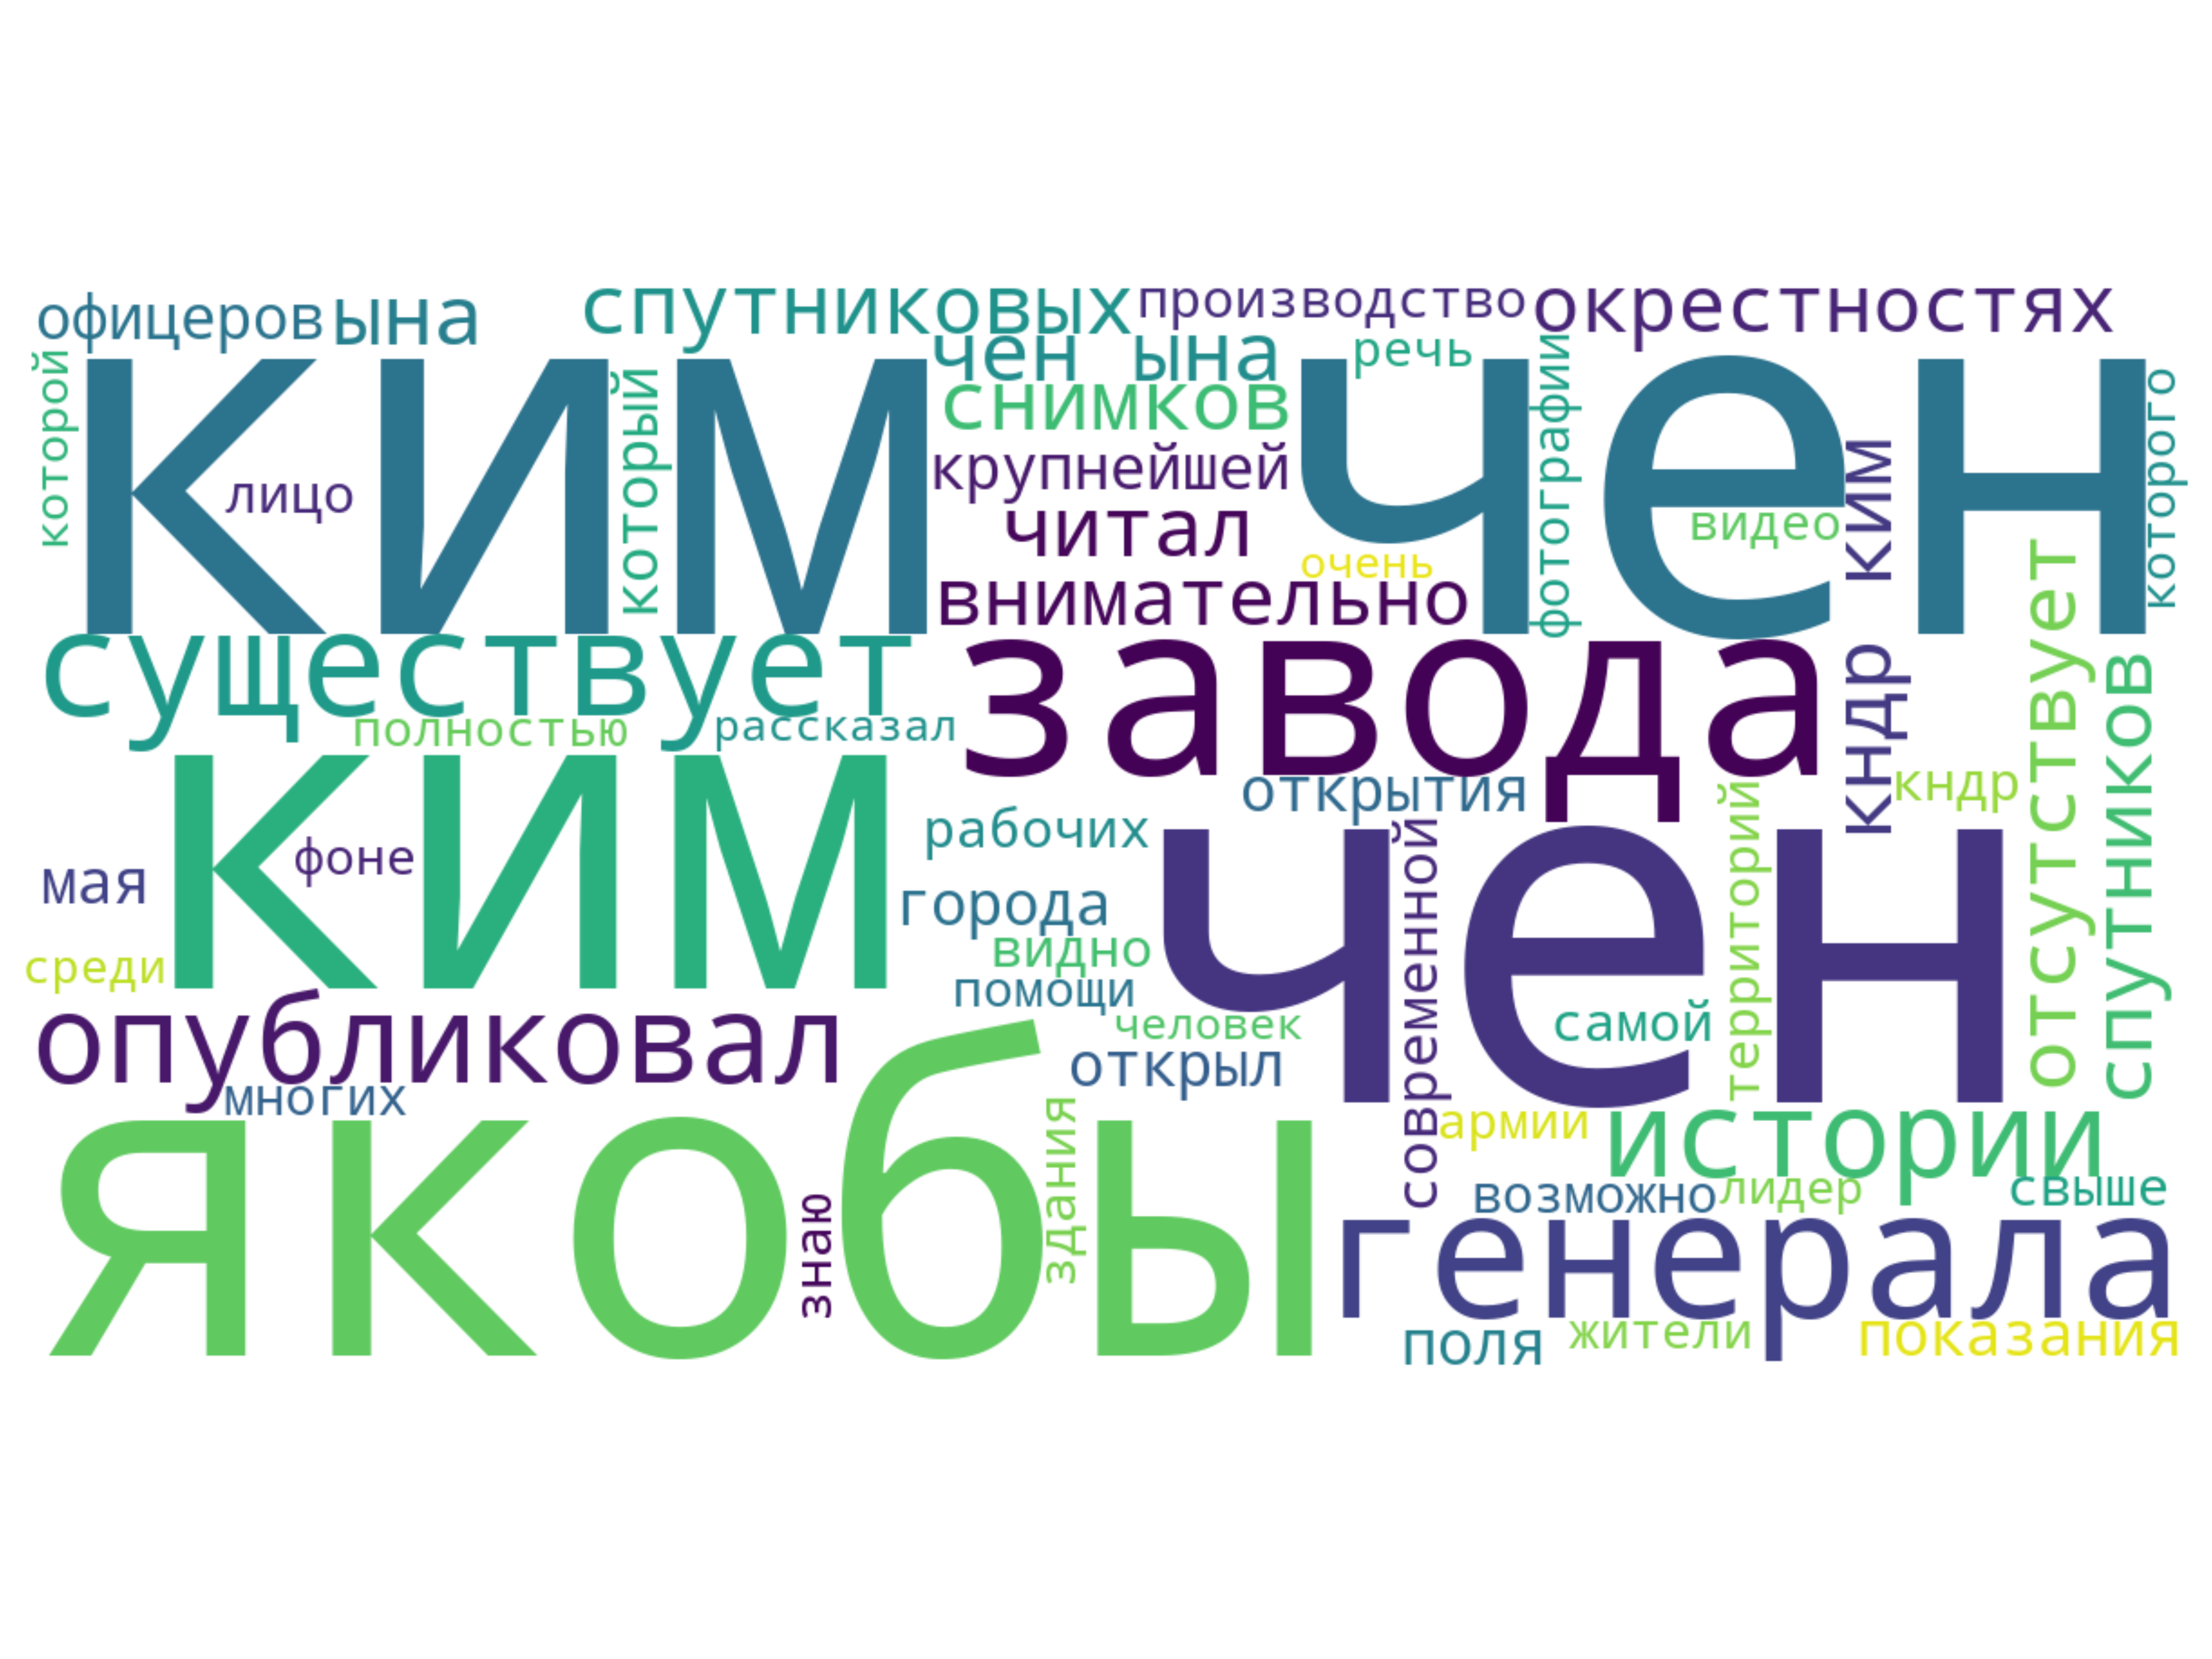 офицеров ына спутниковых производство окрестностях
которой ким который чен ына речь фотографии чен которого
лицо снимков
крупнейшей ким
читал видео
очень
внимательно
существует завода кндр отсутствует спутников
полностью рассказал
ким открытия кндр
рабочих чен современной территорий
мая фоне города
среди видно
помощи
опубликовал человек самой
многих открыл
якобы знаю здания армии истории
возможно лидер свыше
генерала
поля жители показания